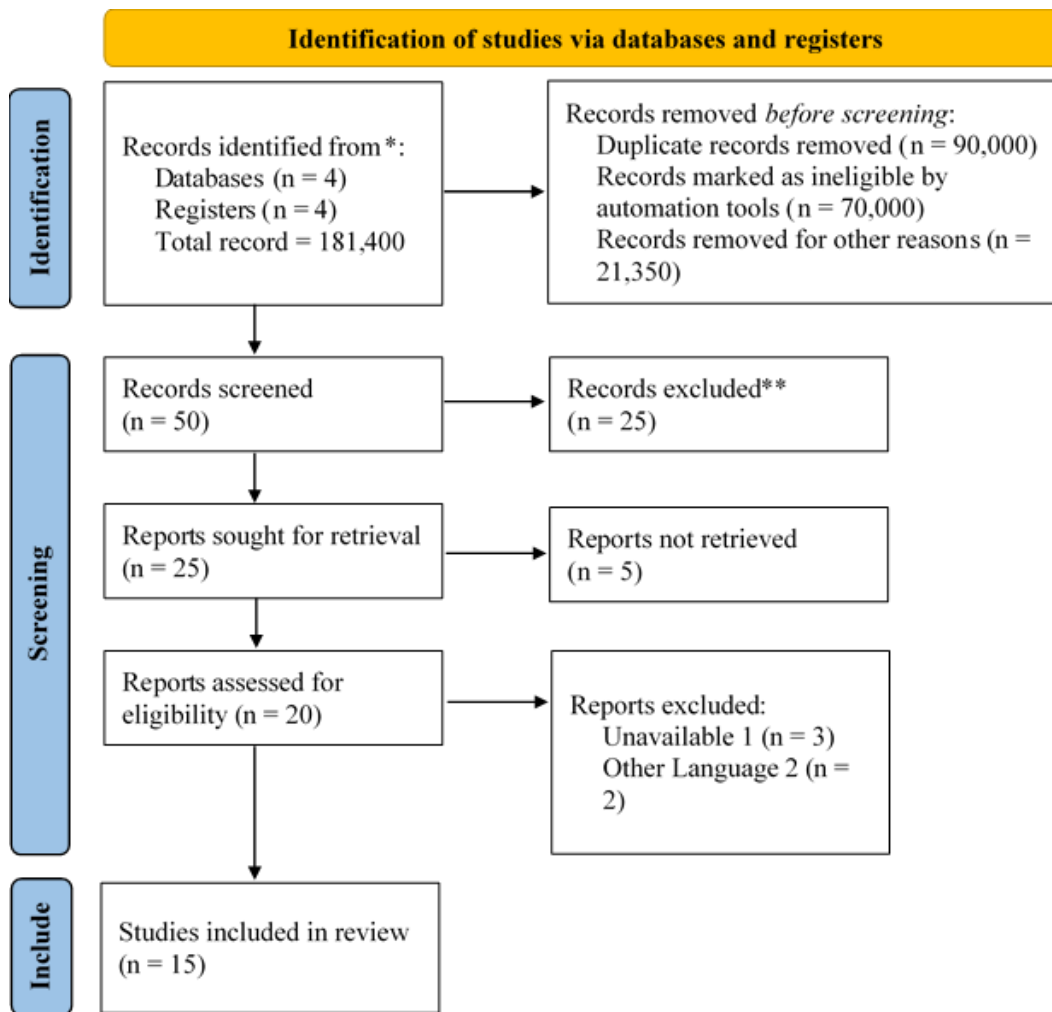 Identification of studies via databases and registers
Identification
Records identified from*:
Databases (n = 4)
Registers (n = 4)
Total record = 181,400
Records removed before screening:
Duplicate records removed (n = 90,000)
Records marked as ineligible by
automation tools (n = 70,000)
Records removed for other reasons (n =
21,350)
Screening
Records screened
(n = 50)
Records excluded**
(n = 25)
Reports sought for retrieval
(n = 25)
Reports not retrieved
(n = 5)
Reports assessed for
eligibility (n = 20)
Reports excluded:
Unavailable 1 (n = 3)
Other Language 2 (n =
2)
Include
Studies included in review
(n = 15)